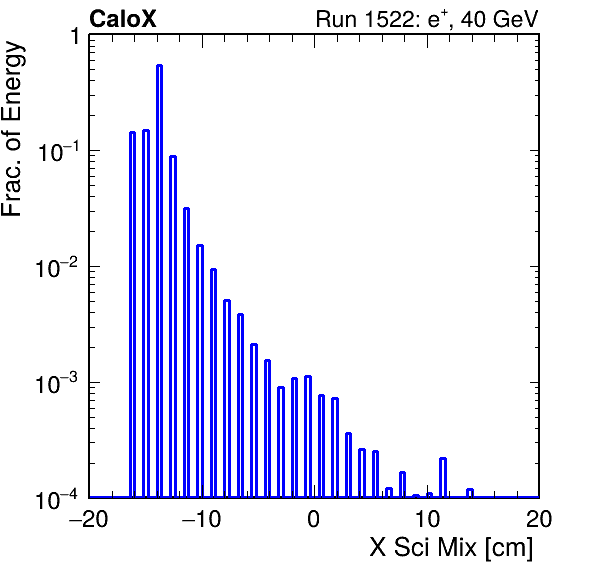 CaloX Run 1522: e⁺, 40 GeV
Frac. of Energy
1
10⁻¹
10⁻²
10⁻³
10⁻⁴
−20 −10 0 10 20
X Sci Mix [cm]